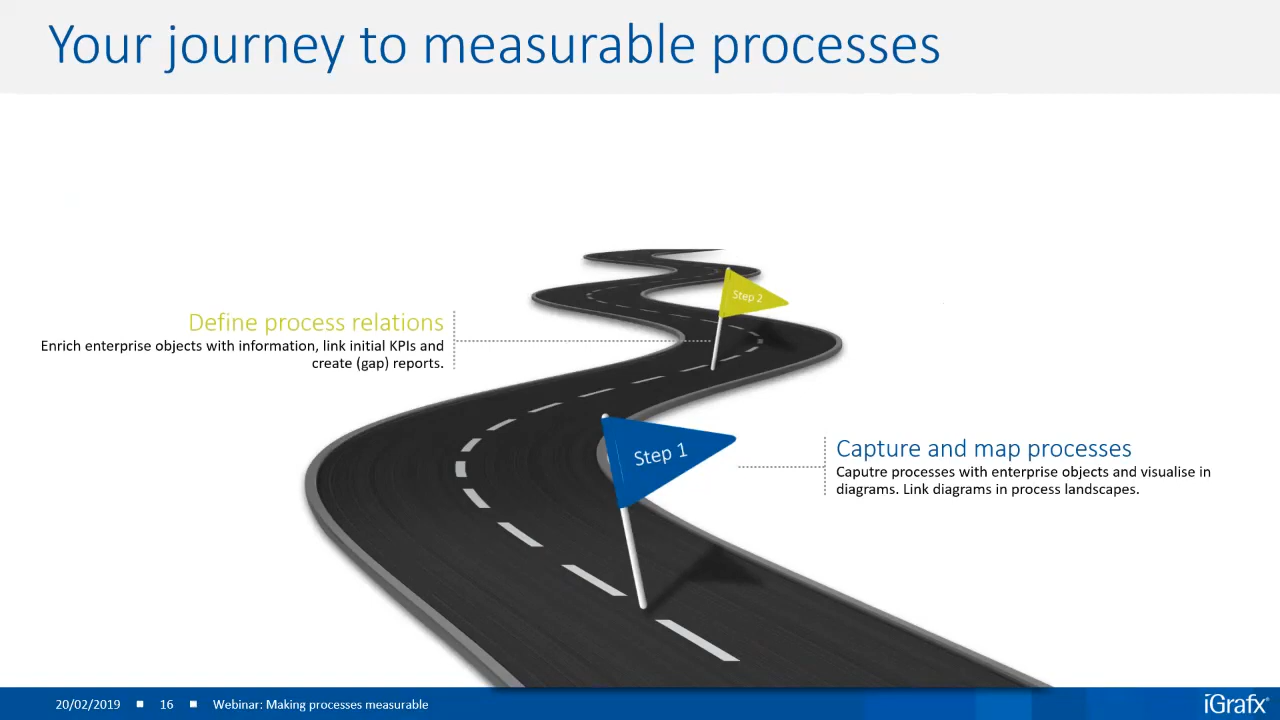 Your journey to measurable processes
Step 2
Define process relations
Enrich enterprise objects with information, link initial KPIs and
create (gap) reports.
Step 1
Capture and map processes
Caputre processes with enterprise objects and visualise in
diagrams. Link diagrams in process landscapes.
20/02/2019 16 Webinar: Making processes measurable
iGrafx®